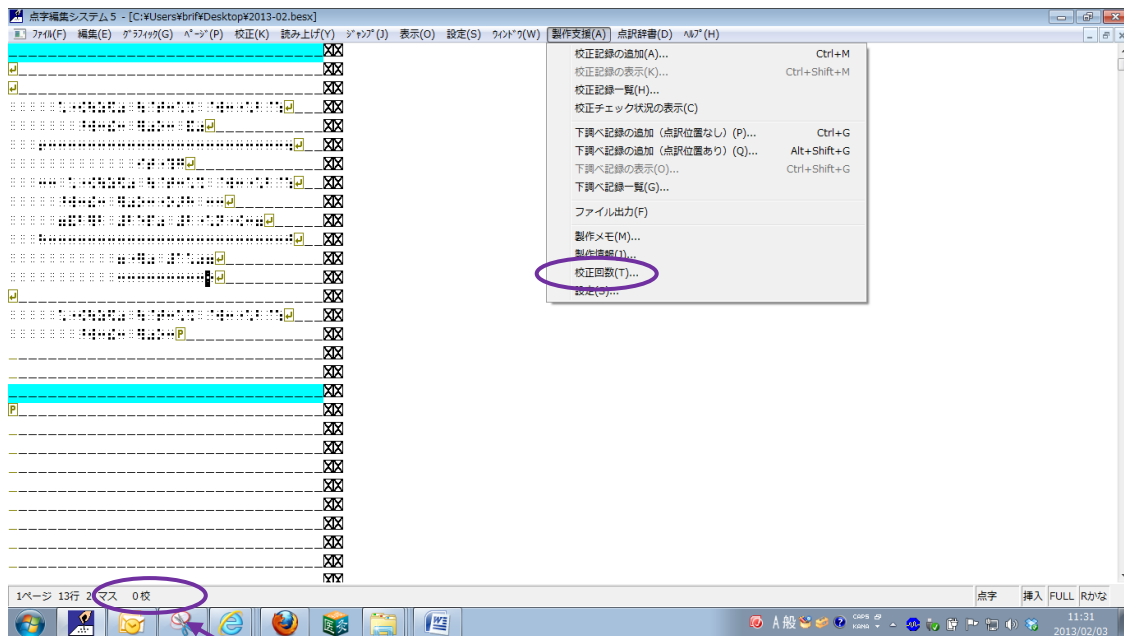 点字編集システム５ - [C:¥Users¥brif¥Desktop¥2013-02.besx]
ﾌｧｲﾙ(F) 編集(E) ｸﾞﾗﾌｨｯｸ(G) ﾍﾟｰｼﾞ(P) 校正(K) 読み上げ(Y) ｼﾞｬﾝﾌﾟ(J) 表示(O) 設定(S) ｳｨﾝﾄﾞｳ(W) 製作支援(A) 点訳辞書(D) ﾍﾙﾌﾟ(H)
校正記録の追加(A)... Ctrl+M
校正記録の表示(K)... Ctrl+Shift+M
校正記録一覧(H)...
校正チェック状況の表示(C)
下調べ記録の追加（点訳位置なし）(P)... Ctrl+G
下調べ記録の追加（点訳位置あり）(Q)... Alt+Shift+G
下調べ記録の表示(O)... Ctrl+Shift+G
下調べ記録一覧(G)...
ファイル出力(F)
製作メモ(M)...
製作情報(J)...
校正回数(T)...
設定(S)...
1ページ 13行 2 マス 0校
点字 挿入 FULL Rかな
A 般 CAPS KANA 11:31
2013/02/03